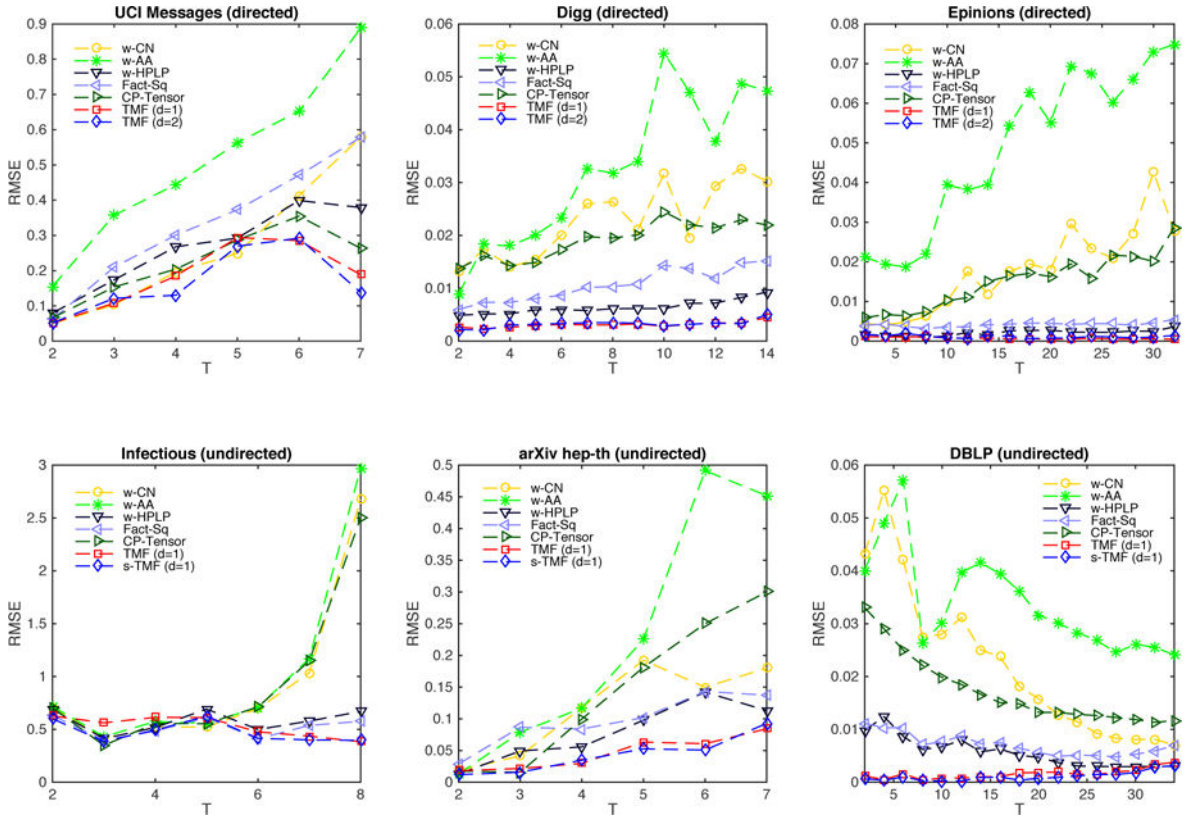 UCI Messages (directed)
0.9
0.8
0.7
0.6
0.5
0.4
0.3
0.2
0.1
0
RMSE
w-CN
w-AA
w-HPLP
Fact-Sq
CP-Tensor
TMF (d=1)
TMF (d=2)
2 3 4 5 6 7
T
Digg (directed)
0.06
0.05
0.04
0.03
0.02
0.01
0
RMSE
w-CN
w-AA
w-HPLP
Fact-Sq
CP-Tensor
TMF (d=1)
TMF (d=2)
2 4 6 8 10 12 14
T
Epinions (directed)
0.08
0.07
0.06
0.05
0.04
0.03
0.02
0.01
0
RMSE
w-CN
w-AA
w-HPLP
Fact-Sq
CP-Tensor
TMF (d=1)
TMF (d=2)
5 10 15 20 25 30
T
Infectious (undirected)
3
2.5
2
1.5
1
0.5
0
RMSE
w-CN
w-AA
w-HPLP
Fact-Sq
CP-Tensor
TMF (d=1)
s-TMF (d=1)
2 4 6 8
T
arXiv hep-th (undirected)
0.5
0.45
0.4
0.35
0.3
0.25
0.2
0.15
0.1
0.05
0
RMSE
w-CN
w-AA
w-HPLP
Fact-Sq
CP-Tensor
TMF (d=1)
s-TMF (d=1)
2 3 4 5 6 7
T
DBLP (undirected)
0.06
0.05
0.04
0.03
0.02
0.01
0
RMSE
w-CN
w-AA
w-HPLP
Fact-Sq
CP-Tensor
TMF (d=1)
s-TMF (d=1)
5 10 15 20 25 30
T